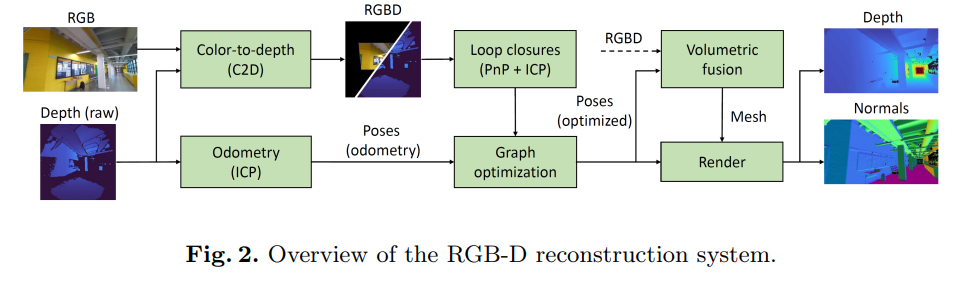 RGB
Color-to-depth
(C2D)
RGBD
Loop closures
(PnP + ICP)
RGBD
Volumetric
fusion
Depth
Depth (raw)
Odometry
(ICP)
Poses
(odometry)
Graph
optimization
Poses
(optimized)
Mesh
Render
Normals
Fig. 2. Overview of the RGB-D reconstruction system.